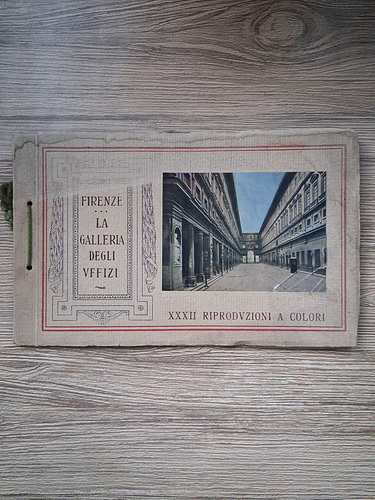 FIRENZE
LA
GALLERIA
DEGLI
VFFIZI
XXXII RIPRODVZIONI A COLORI